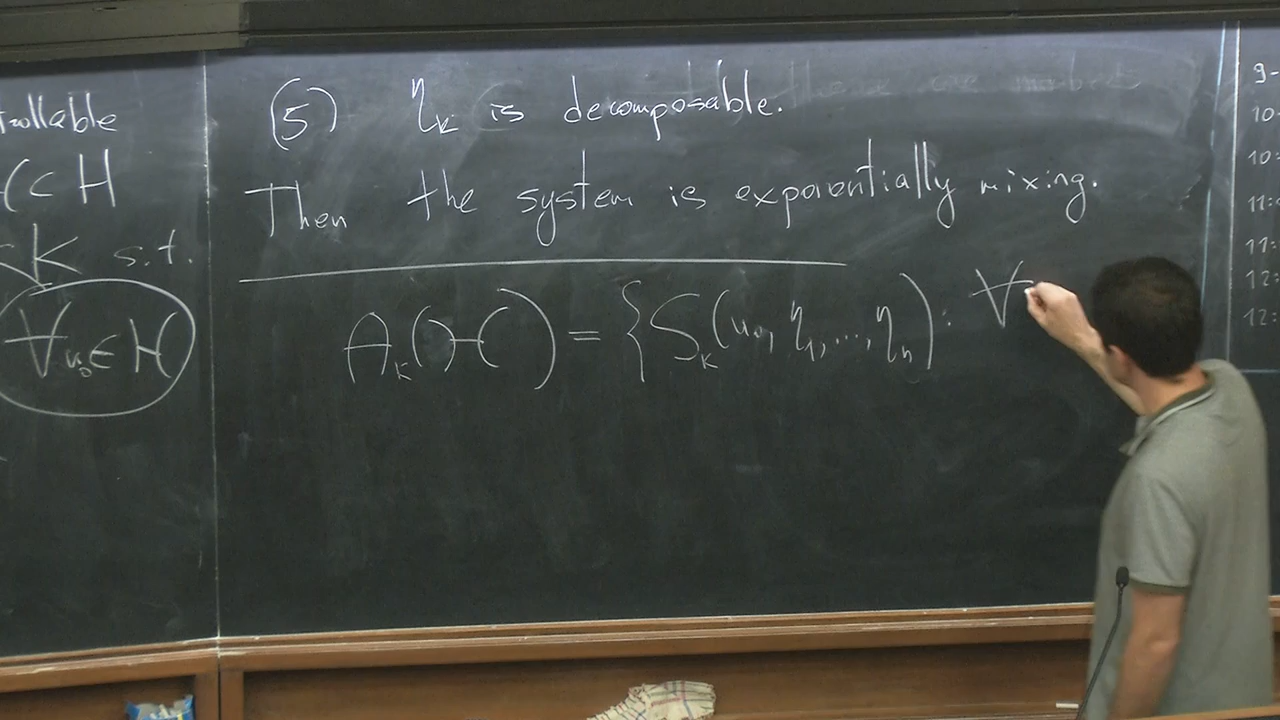 trollable
⊂ H
K s.t.
∀u₀∈H
(5) η_k is decomposable.
Then the system is exponentially mixing.
A_k(H) = {S_k(u₀, η₁, ..., η_n): ∀
9-
10
10:
11:
11:
12:
12: